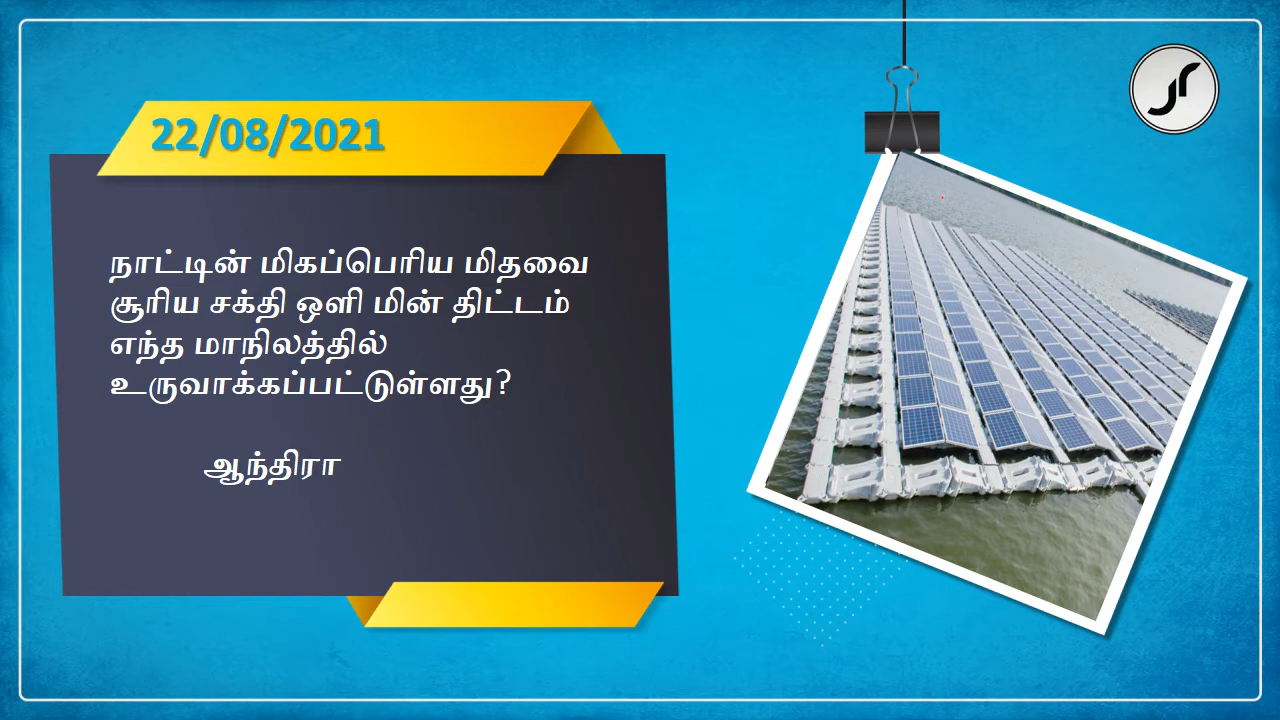 22/08/2021
நாட்டின் மிகப்பெரிய மிதவை
சூரிய சக்தி ஒளி மின் திட்டம்
எந்த மாநிலத்தில்
உருவாக்கப்பட்டுள்ளது?
ஆந்திரா